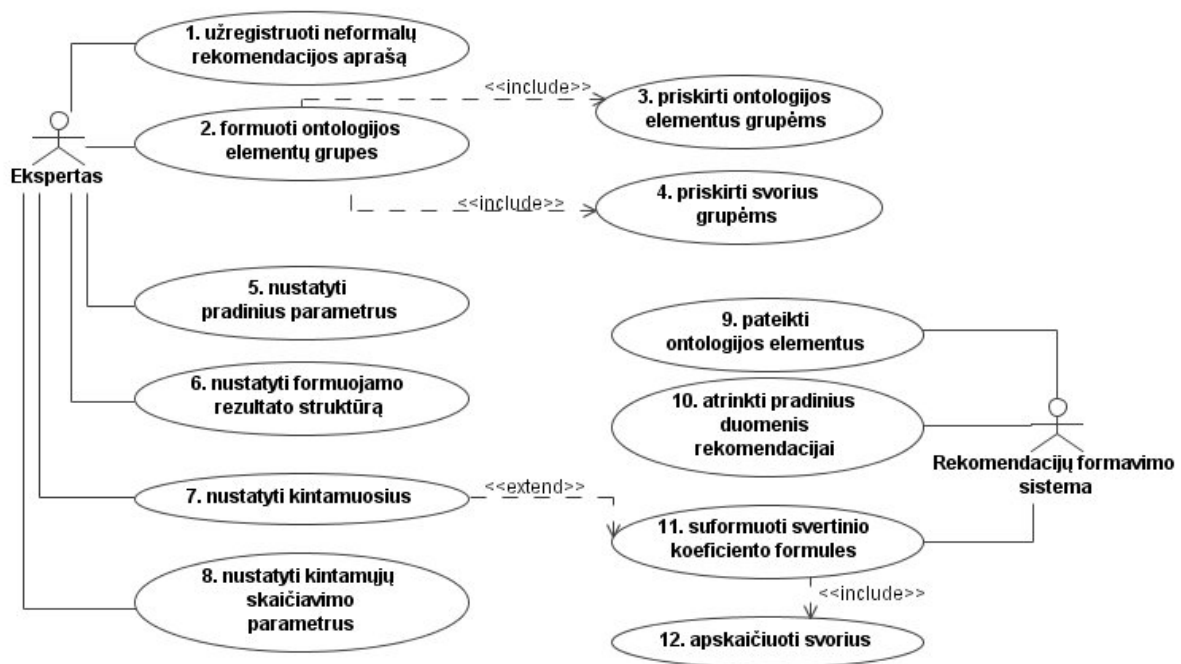 1. užregistruoti neformalų
rekomendacijos aprašą
<<include>>
2. formuoti ontologijos
elementų grupes
3. priskirti ontologijos
elementus grupėms
Ekspertas
<<include>>
4. priskirti svorius
grupėms
5. nustatyti
pradinius parametrus
9. pateikti
ontologijos elementus
6. nustatyti formuojamo
rezultato struktūrą
10. atrinkti pradinius
duomenis
rekomendacijai
Rekomendacijų formavimo
sistema
7. nustatyti kintamuosius
<<extend>>
11. suformuoti svertinio
koeficiento formules
8. nustatyti kintamųjų
skaičiavimo
parametrus
<<include>>
12. apskaičiuoti svorius